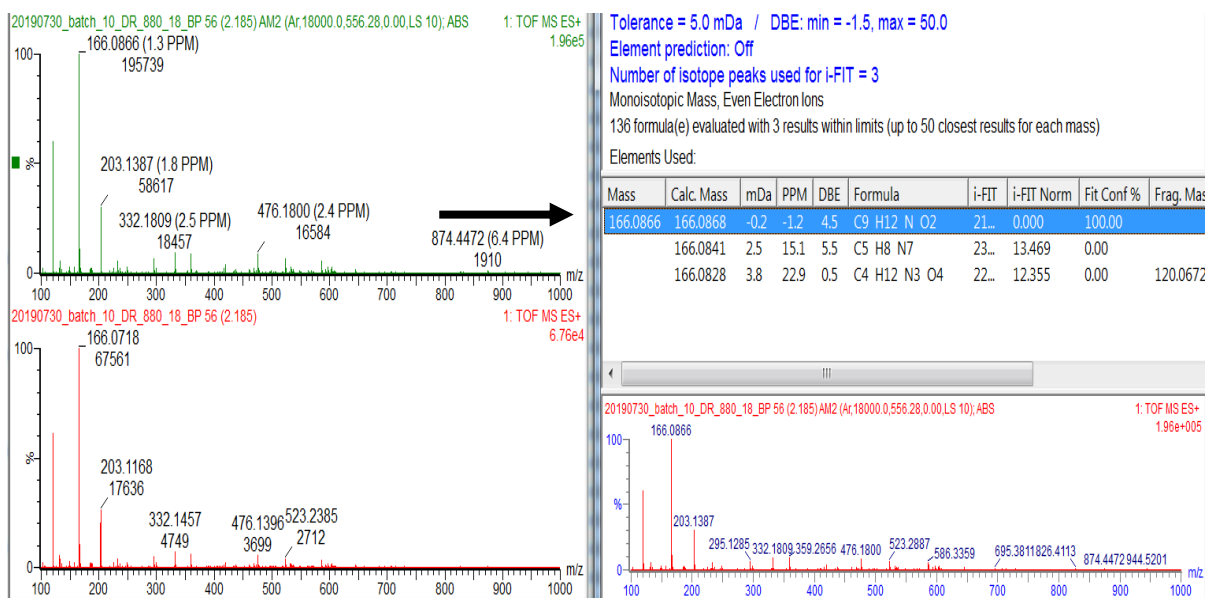 20190730_batch_10_DR_880_18_BP 56 (2.185) AM2 (Ar,18000.0,556.28,0.00,LS 10); ABS
1: TOF MS ES+
1.96e5
100
%
0
166.0866 (1.3 PPM)
195739
203.1387 (1.8 PPM)
58617
332.1809 (2.5 PPM)
18457
476.1800 (2.4 PPM)
16584
874.4472 (6.4 PPM)
1910
m/z
100 200 300 400 500 600 700 800 900 1000
20190730_batch_10_DR_880_18_BP 56 (2.185)
1: TOF MS ES+
6.76e4
100
%
0
166.0718
67561
203.1168
17636
332.1457
4749
476.1396
3699
523.2385
2712
m/z
100 200 300 400 500 600 700 800 900 1000
Tolerance = 5.0 mDa / DBE: min = -1.5, max = 50.0
Element prediction: Off
Number of isotope peaks used for i-FIT = 3
Monoisotopic Mass, Even Electron Ions
136 formula(e) evaluated with 3 results within limits (up to 50 closest results for each mass)
Elements Used:
Mass Calc. Mass mDa PPM DBE Formula i-FIT i-FIT Norm Fit Conf % Frag. Mas
166.0866 166.0868 -0.2 -1.2 4.5 C9 H12 N O2 21... 0.000 100.00
166.0841 2.5 15.1 5.5 C5 H8 N7 23... 13.469 0.00
166.0828 3.8 22.9 0.5 C4 H12 N3 O4 22... 12.355 0.00 120.0672
20190730_batch_10_DR_880_18_BP 56 (2.185) AM2 (Ar,18000.0,556.28,0.00,LS 10); ABS
1: TOF MS ES+
1.96e+005
100
%
0
166.0866
203.1387
295.1285
332.1809
359.2656
476.1800
523.2887
586.3359
695.3811
826.4113
874.4472
944.5201
m/z
100 200 300 400 500 600 700 800 900 1000